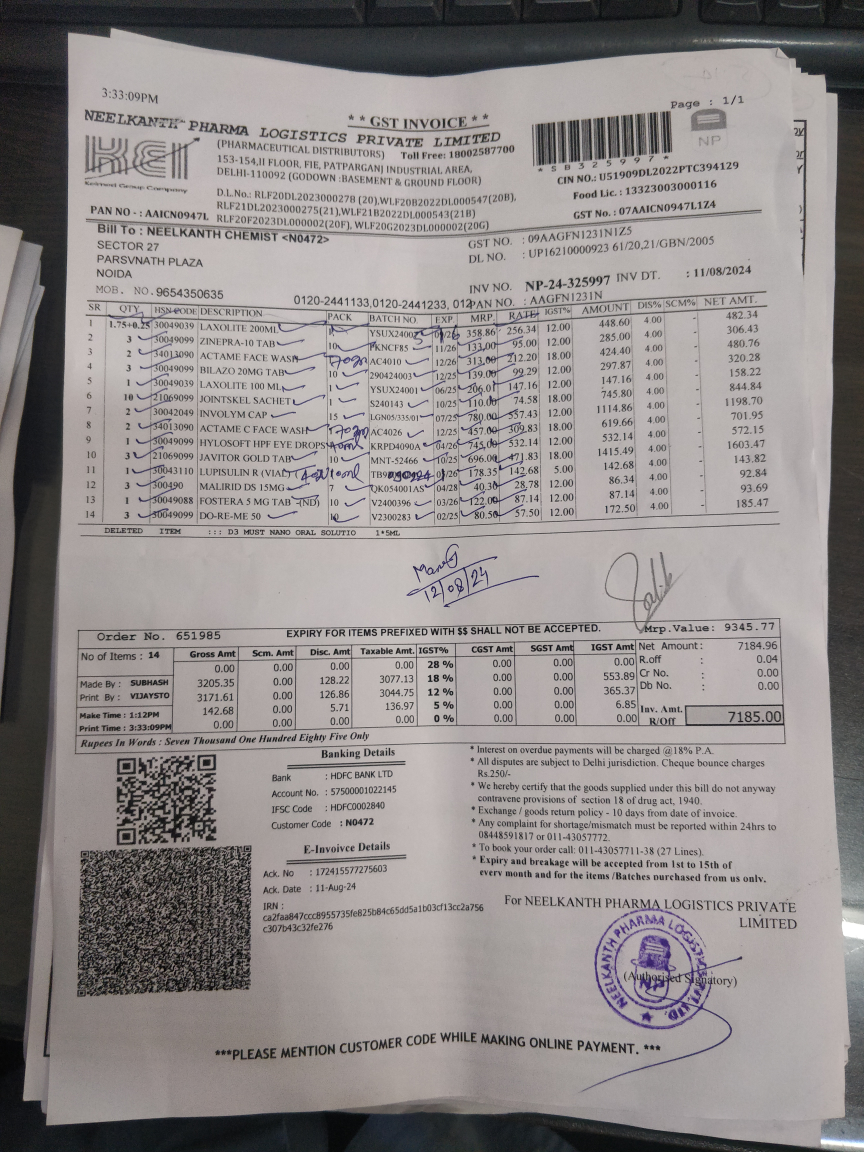 3:33:09PM
* * GST INVOICE * *
Page : 1/1
NEELKANTH PHARMA LOGISTICS PRIVATE LIMITED
(PHARMACEUTICAL DISTRIBUTORS) Toll Free: 18002587700
153-154,II FLOOR, FIE, PATPARGANJ INDUSTRIAL AREA,
DELHI-110092 (GODOWN :BASEMENT & GROUND FLOOR)
KEI
Keimed Group Company
NP
* 5 8 3 2 5 9 9 7 *
CIN NO.: U51909DL2022PTC394129
Food Lic. : 13323003000116
GST No. : 07AAICN0947L1Z4
D.L.No.: RLF20DL2023000278 (20),WLF20B2022DL000547(20B),
RLF21DL2023000275(21),WLF21B2022DL000543(21B)
PAN NO - : AAICN0947L RLF20F2023DL000002(20F), WLF20G2023DL000002(20G)
Bill To : NEELKANTH CHEMIST <N0472>
SECTOR 27
PARSVNATH PLAZA
NOIDA
MOB. NO.9654350635
0120-2441133,0120-2441233, 012
GST NO. : 09AAGFN1231N1Z5
DL NO. : UP16210000923 61/20,21/GBN/2005
INV NO. NP-24-325997 INV DT. : 11/08/2024
PAN NO. : AAGFN1231N
SR QTY HSN CODE DESCRIPTION PACK BATCH NO. EXP. MRP. RATE IGST% AMOUNT DIS% SCM% NET AMT.
1 1.75+0.25 30049039 LAXOLITE 200ML 358.86 256.34 12.00 448.60 4.00 - 482.34
2 3 30049099 ZINEPRA-10 TAB 10 PKNCF85 11/26 133.00 95.00 12.00 285.00 4.00 - 306.43
3 2 34013090 ACTAME FACE WASH 70gm AC4010 12/26 313.00 212.20 18.00 424.40 4.00 - 480.76
4 3 30049099 BILAZO 20MG TAB 10 290424003 12/25 139.00 99.29 12.00 297.87 4.00 - 320.28
5 1 30049039 LAXOLITE 100 ML 1 YSUX24001 06/25 206.01 147.16 12.00 147.16 4.00 - 158.22
6 10 21069099 JOINTSKEL SACHET 1 S240143 10/25 110.00 74.58 18.00 745.80 4.00 - 844.84
7 2 30042049 INVOLYM CAP 15 LGN05/335/01 07/25 780.00 557.43 12.00 1114.86 4.00 - 1198.70
8 2 34013090 ACTAME C FACE WASH 70gm AC4026 12/25 457.00 309.83 18.00 619.66 4.00 - 701.95
9 1 30049099 HYLOSOFT HPF EYE DROPS 10ml KRPD4090A 04/26 745.00 532.14 12.00 532.14 4.00 - 572.15
10 3 21069099 JAVITOR GOLD TAB 10 MNT-52466 10/25 696.00 471.83 18.00 1415.49 4.00 - 1603.47
11 1 30043110 LUPISULIN R (VIAL) 40IU 10ml 178.35 142.68 5.00 142.68 4.00 - 143.82
12 3 300490 MALIRID DS 15MG 7 QK054001AS 04/28 40.30 28.78 12.00 86.34 4.00 - 92.84
13 1 30049088 FOSTERA 5 MG TAB -(ND) 10 V2400396 03/26 122.00 87.14 12.00 87.14 4.00 - 93.69
14 3 30049099 DO-RE-ME 50 10 V2300283 02/25 80.50 57.50 12.00 172.50 4.00 - 185.47
DELETED ITEM ::: D3 MUST NANO ORAL SOLUTIO 1*5ML
12/08/24
Order No. 651985 EXPIRY FOR ITEMS PREFIXED WITH $$ SHALL NOT BE ACCEPTED. Mrp.Value: 9345.77
No of Items : 14 Gross Amt Scm. Amt Disc. Amt Taxable Amt. IGST% CGST Amt SGST Amt IGST Amt Net Amount: 7184.96
0.00 0.00 0.00 0.00 28 % 0.00 0.00 0.00 R.off : 0.04
Made By : SUBHASH 3205.35 0.00 128.22 3077.13 18 % 0.00 0.00 553.89 Cr No. : 0.00
Print By : VIJAYSTO 3171.61 0.00 126.86 3044.75 12 % 0.00 0.00 365.37 Db No. : 0.00
Make Time : 1:12PM 142.68 0.00 5.71 136.97 5 % 0.00 0.00 6.85 Inv. Amt.
Print Time : 3:33:09PM 0.00 0.00 0.00 0.00 0 % 0.00 0.00 0.00 R/Off 7185.00
Rupees In Words : Seven Thousand One Hundred Eighty Five Only
Banking Details
Bank : HDFC BANK LTD
Account No. : 57500001022145
IFSC Code : HDFC0002840
Customer Code : N0472
E-Invoivce Details
Ack. No : 172415577275603
Ack. Date : 11-Aug-24
IRN :
ca2faa847ccc8955735fe825b84c65dd5a1b03cf13cc2a756
c307b43c32fe276
* Interest on overdue payments will be charged @18% P.A.
* All disputes are subject to Delhi jurisdiction. Cheque bounce charges
Rs.250/-
* We hereby certify that the goods supplied under this bill do not anyway
contravene provisions of section 18 of drug act, 1940.
* Exchange / goods return policy - 10 days from date of invoice.
* Any complaint for shortage/mismatch must be reported within 24hrs to
08448591817 or 011-43057772.
* To book your order call: 011-43057711-38 (27 Lines).
* Expiry and breakage will be accepted from 1st to 15th of
every month and for the items /Batches purchased from us only.
For NEELKANTH PHARMA LOGISTICS PRIVATE
LIMITED
NEELKANTH PHARMA LOGISTICS PVT. LTD.
NP
(Authorised Signatory)
***PLEASE MENTION CUSTOMER CODE WHILE MAKING ONLINE PAYMENT. ***